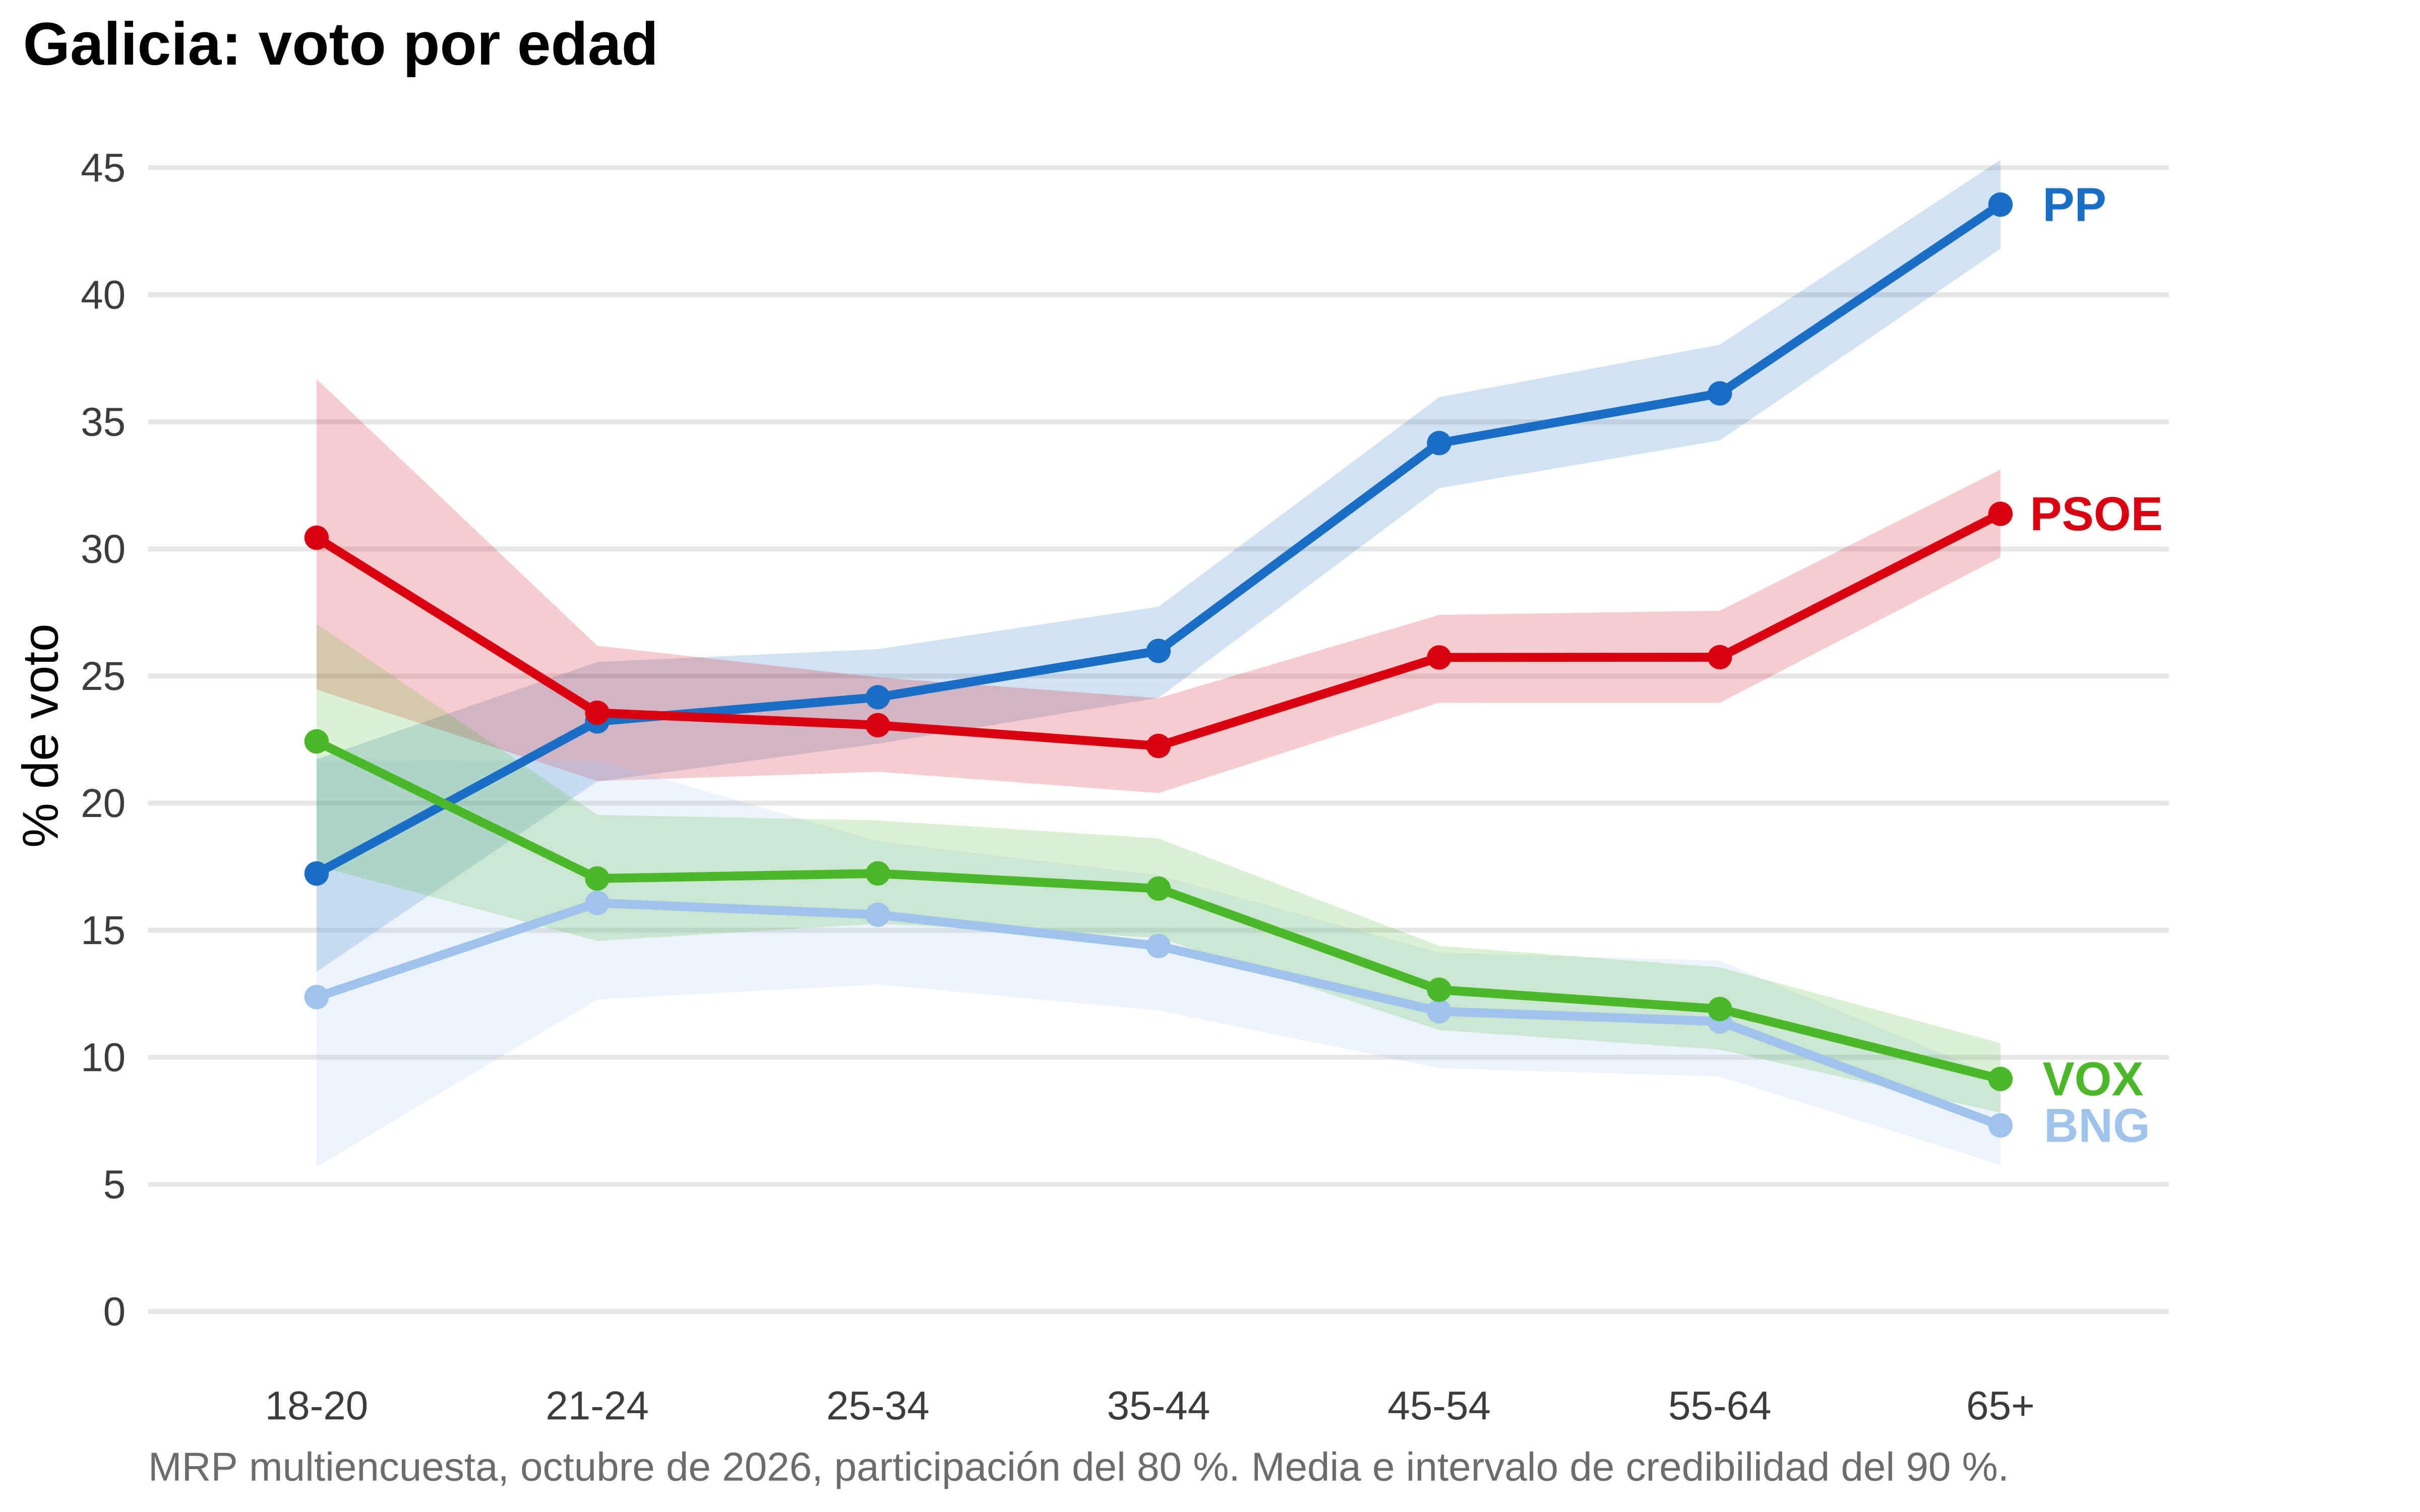 Galicia: voto por edad
% de voto
45
40
35
30
25
20
15
10
5
0
PP
PSOE
VOX
BNG
18-20 21-24 25-34 35-44 45-54 55-64 65+
MRP multiencuesta, octubre de 2026, participación del 80 %. Media e intervalo de credibilidad del 90 %.